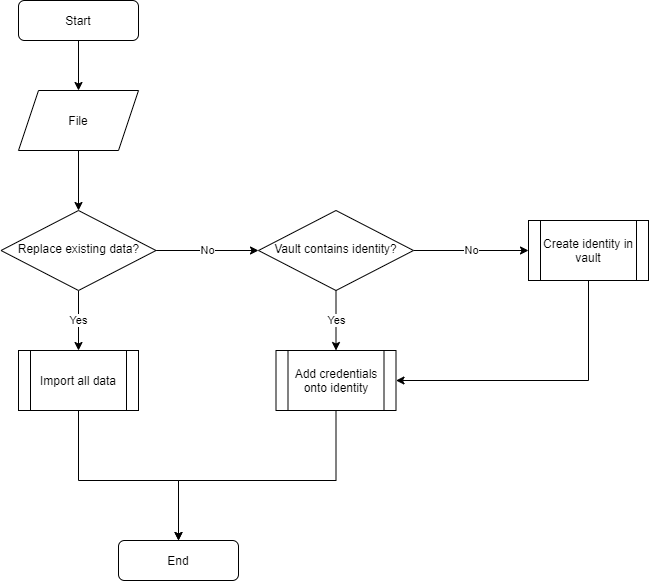 Start
File
Replace existing data?
No
Vault contains identity?
No
Create identity in
vault
Yes
Yes
Import all data
Add credentials
onto identity
End